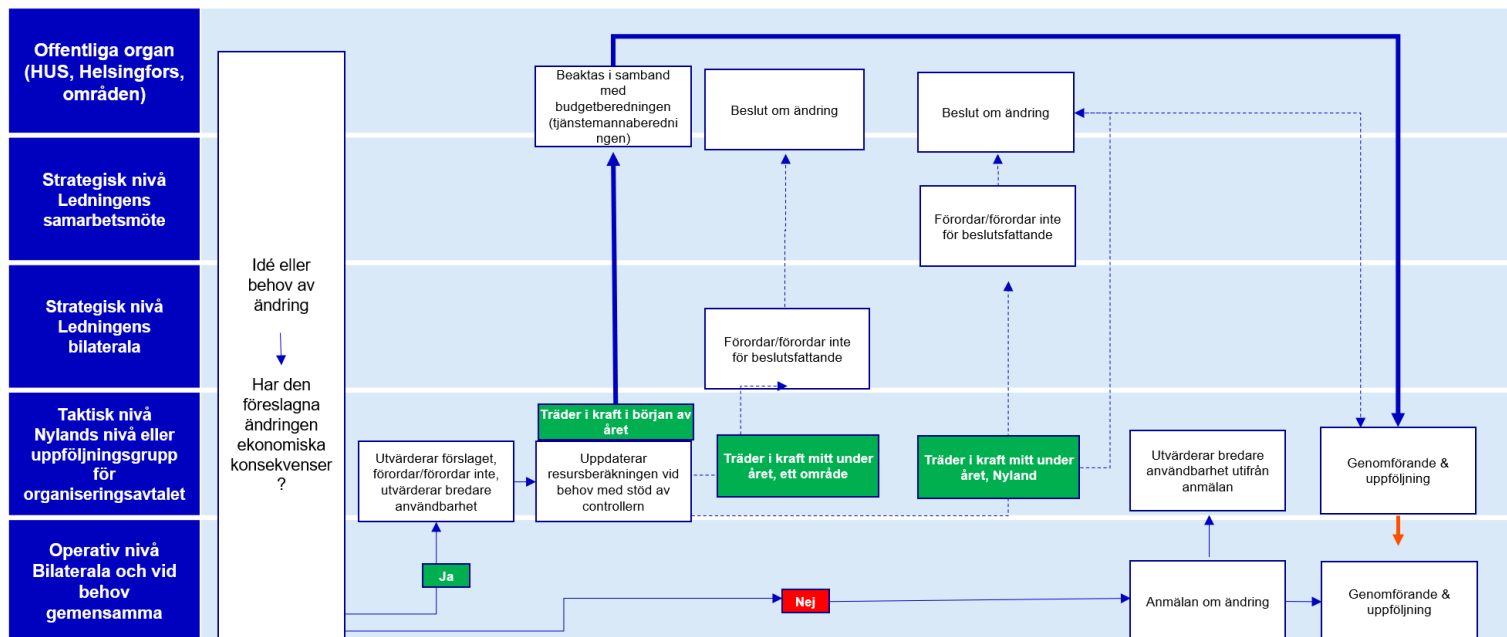 Offentliga organ
(HUS, Helsingfors,
områden)
Beaktas i samband
med
budgetberedningen
(tjänstemannaberedni
ngen)
Beslut om ändring
Beslut om ändring
Strategisk nivå
Ledningens
samarbetsmöte
Förordar/förordar inte
för beslutsfattande
Strategisk nivå
Ledningens
bilaterala
Idé eller
behov av
ändring
Har den
föreslagna
ändringen
ekonomiska
konsekvenser
?
Förordar/förordar inte
för beslutsfattande
Taktisk nivå
Nylands nivå eller
uppföljningsgrupp
för
organiseringsavtalet
Utvärderar förslaget,
förordar/förordar inte,
utvärderar bredare
användbarhet
Träder i kraft i början av
året
Uppdaterar
resursberäkningen vid
behov med stöd av
controllern
Träder i kraft mitt under
året, ett område
Träder i kraft mitt under
året, Nyland
Utvärderar bredare
användbarhet utifrån
anmälan
Genomförande &
uppföljning
Operativ nivå
Bilaterala och vid
behov
gemensamma
Ja
Nej
Anmälan om ändring
Genomförande &
uppföljning